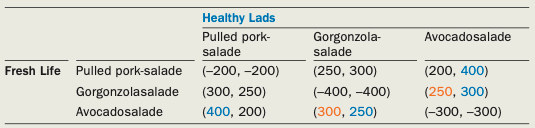 Healthy Lads
Pulled pork- Gorgonzola- Avocadosalade
salade salade
Fresh Life Pulled pork-salade (–200, –200) (250, 300) (200, 400)
Gorgonzolasalade (300, 250) (–400, –400) (250, 300)
Avocadosalade (400, 200) (300, 250) (–300, –300)